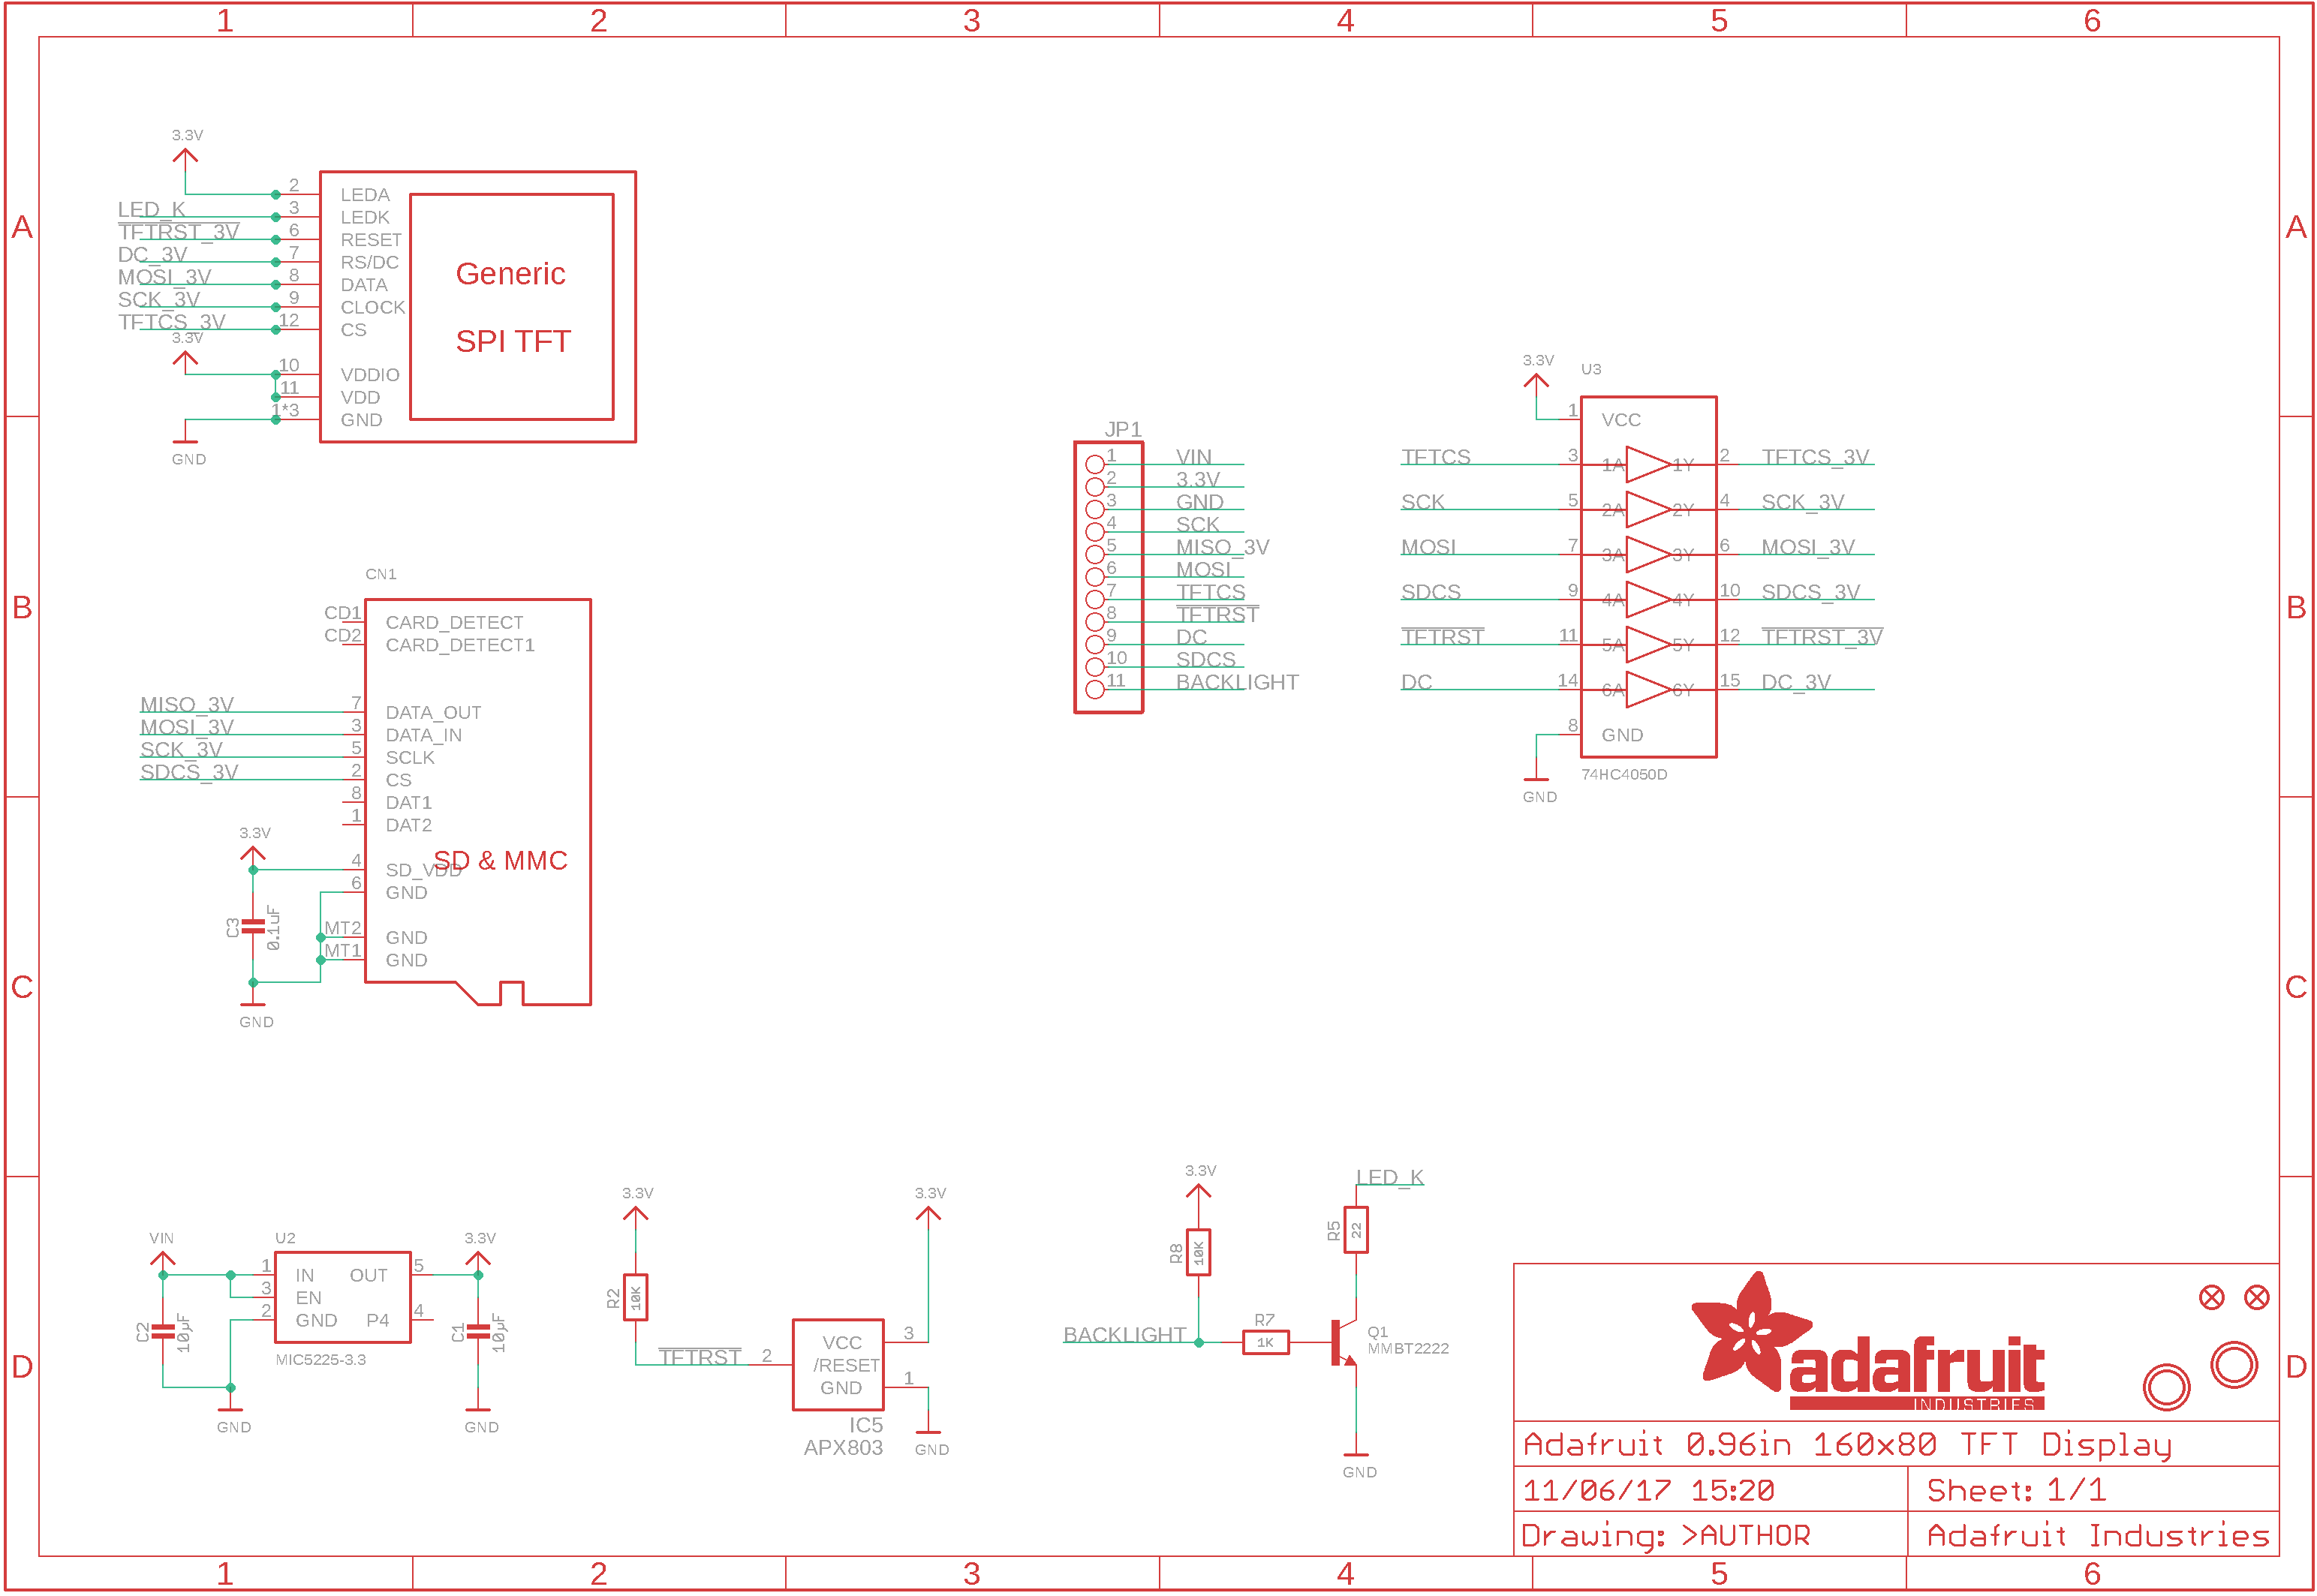 1 2 3 4 5 6
A
B
C
D
A
B
C
D
3.3V
LED_K
TFTRST_3V
DC_3V
MOSI_3V
SCK_3V
TFTCS_3V
3.3V
GND
2 LEDA
3 LEDK
6 RESET
7 RS/DC
8 DATA
9 CLOCK
12 CS
10 VDDIO
11 VDD
1*3 GND
Generic
SPI TFT
CN1
CD1 CARD_DETECT
CD2 CARD_DETECT1
MISO_3V 7 DATA_OUT
MOSI_3V 3 DATA_IN
SCK_3V 5 SCLK
SDCS_3V 2 CS
8 DAT1
1 DAT2
3.3V
4 SD_VDD
SD & MMC
6 GND
MT2 GND
MT1 GND
C3
0.1uF
GND
JP1
1 VIN
2 3.3V
3 GND
4 SCK
5 MISO_3V
6 MOSI
7 TFTCS
8 TFTRST
9 DC
10 SDCS
11 BACKLIGHT
3.3V
U3
1 VCC
TFTCS 3 1A 1Y 2 TFTCS_3V
SCK 5 2A 2Y 4 SCK_3V
MOSI 7 3A 3Y 6 MOSI_3V
SDCS 9 4A 4Y 10 SDCS_3V
TFTRST 11 5A 5Y 12 TFTRST_3V
DC 14 6A 6Y 15 DC_3V
8 GND
74HC4050D
GND
VIN
U2
3.3V
1 IN OUT 5
3 EN
2 GND P4 4
MIC5225-3.3
C2
10µF
C1
10µF
GND
GND
3.3V
R2
10K
TFTRST 2
3.3V
VCC 3
/RESET
GND 1
IC5
APX803
GND
3.3V
R8
10K
BACKLIGHT
R7
1K
LED_K
R5
22
Q1
MMBT2222
GND
adafruit
INDUSTRIES
Adafruit 0.96in 160x80 TFT Display
11/06/17 15:20
Sheet: 1/1
Drawing: >AUTHOR
Adafruit Industries
1 2 3 4 5 6